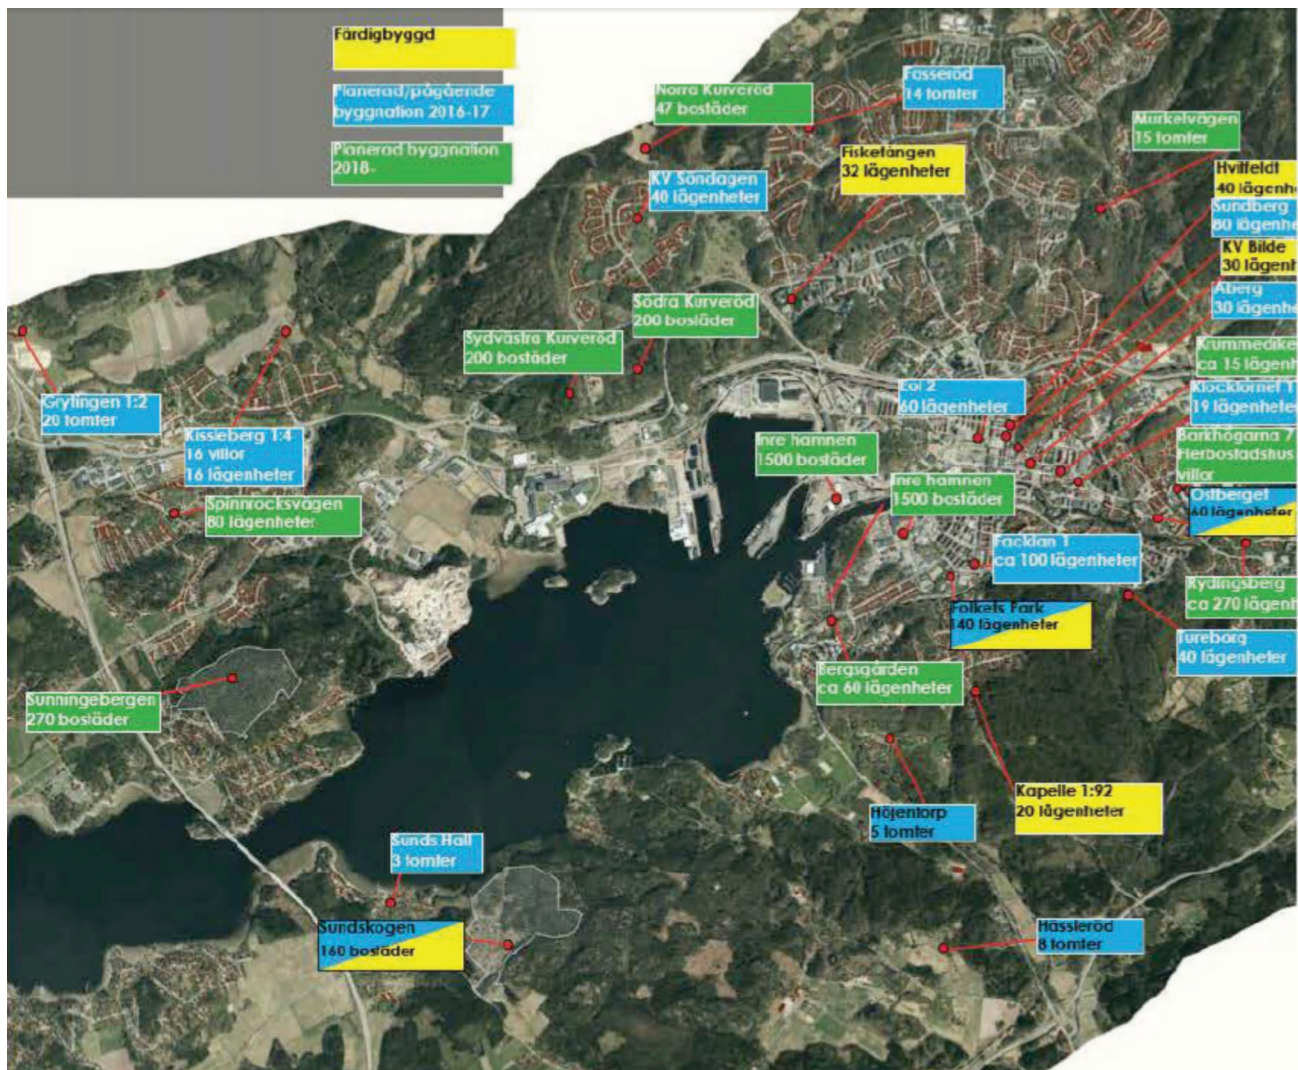 Färdigbyggd
Planerad/pågående
byggnation 2016-17
Planerad byggnation
2018-
Norra Kurveröd
47 bostäder
Fasseröd
14 tomter
Fisketången
32 lägenheter
Murkelvägen
15 tomter
KV Söndagen
40 lägenheter
Hvitfeldt
40 lägenh
Sundberg
80 lägenhe
KV Bilde
30 lägenh
Åberg
30 lägenhe
Södra Kurveröd
200 bostäder
Sydvästra Kurveröd
200 bostäder
Krummedike
ca 15 lägenh
Lol 2
60 lägenheter
Klocktornet 1
19 lägenhete
Grytingen 1:2
20 tomter
Kissleberg 1:4
16 villor
16 lägenheter
Inre hamnen
1500 bostäder
Barkhögarna 7
Flerbostadshus
villor
Inre hamnen
1500 bostäder
Östberget
60 lägenheter
Spinnrocksvägen
80 lägenheter
Facklan 1
ca 100 lägenheter
Rydingsberg
ca 270 lägenh
Folkets Park
140 lägenheter
Tureborg
40 lägenheter
Bergsgården
ca 60 lägenheter
Sunningebergen
270 bostäder
Kapelle 1:92
20 lägenheter
Höjentorp
5 tomter
Sunds Hall
3 tomter
Sundskogen
160 bostäder
Hässleröd
8 tomter